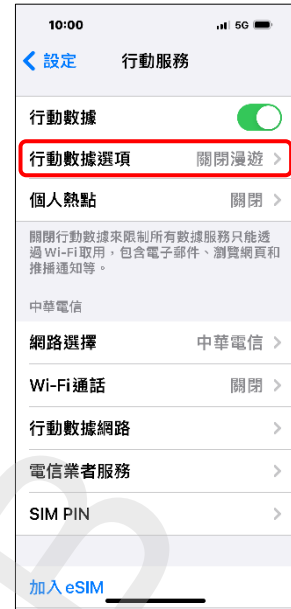 10:00 5G
設定 行動服務
行動數據
行動數據選項 關閉漫遊
個人熱點 關閉
關閉行動數據來限制所有數據服務只能透
過 Wi-Fi 取用，包含電子郵件、瀏覽網頁和
推播通知等。
中華電信
網路選擇 中華電信
Wi-Fi 通話 關閉
行動數據網路
電信業者服務
SIM PIN
加入 eSIM